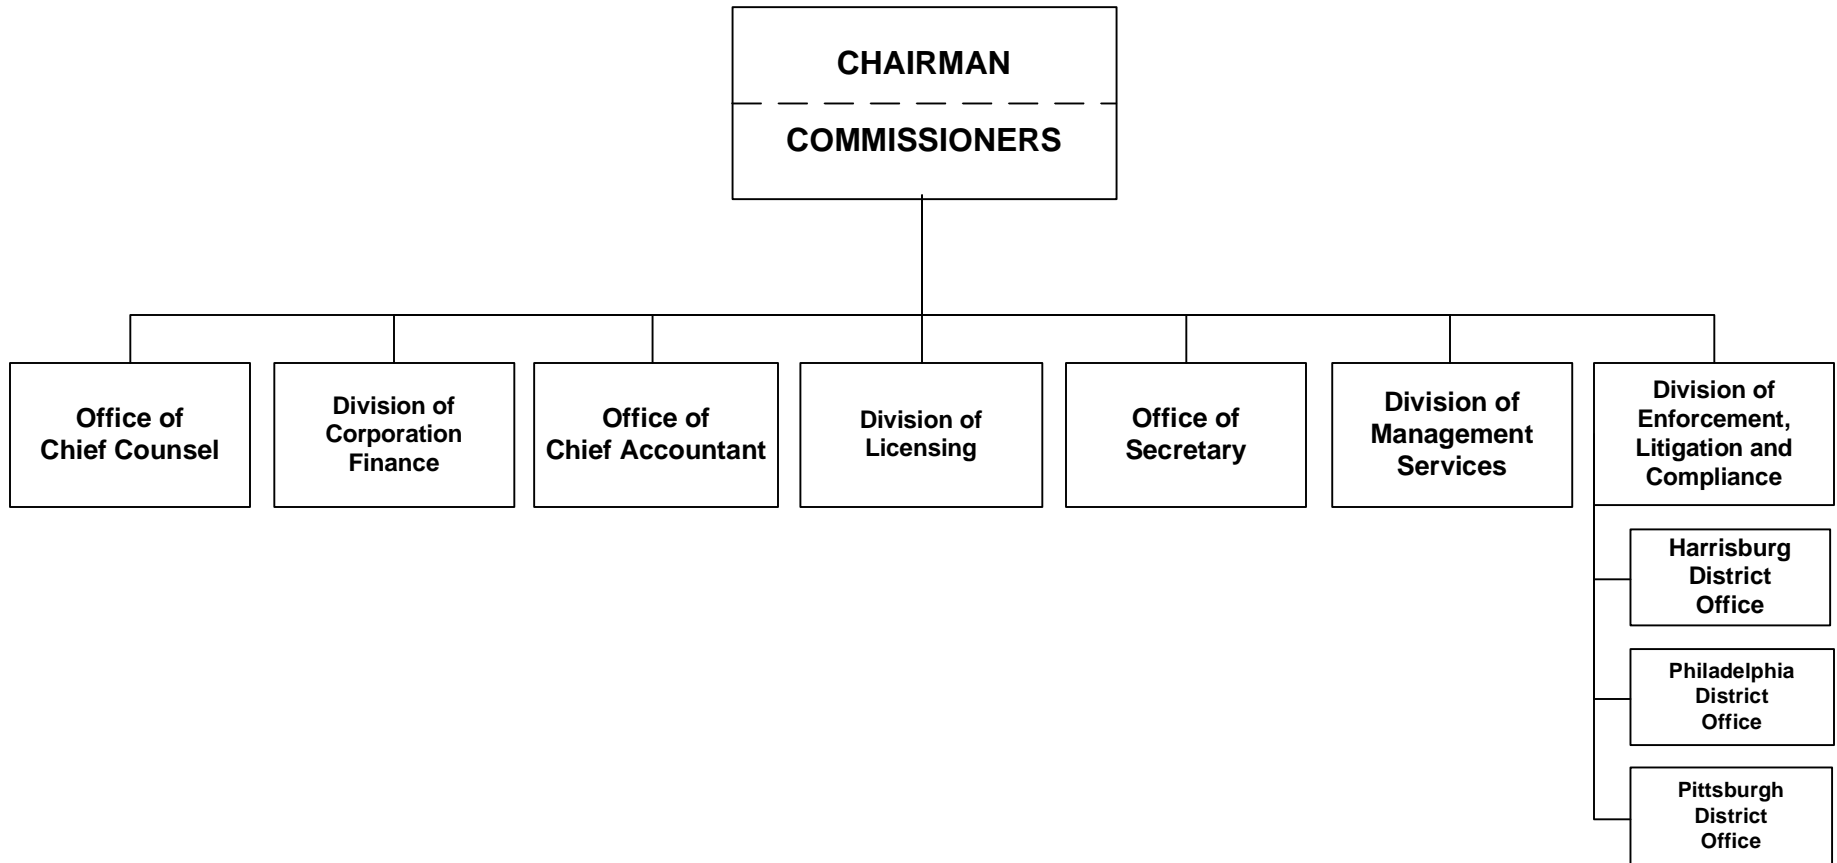 CHAIRMAN
COMMISSIONERS
Office of
Chief Counsel
Division of
Corporation
Finance
Office of
Chief Accountant
Division of
Licensing
Office of
Secretary
Division of
Management
Services
Division of
Enforcement,
Litigation and
Compliance
Harrisburg
District
Office
Philadelphia
District
Office
Pittsburgh
District
Office